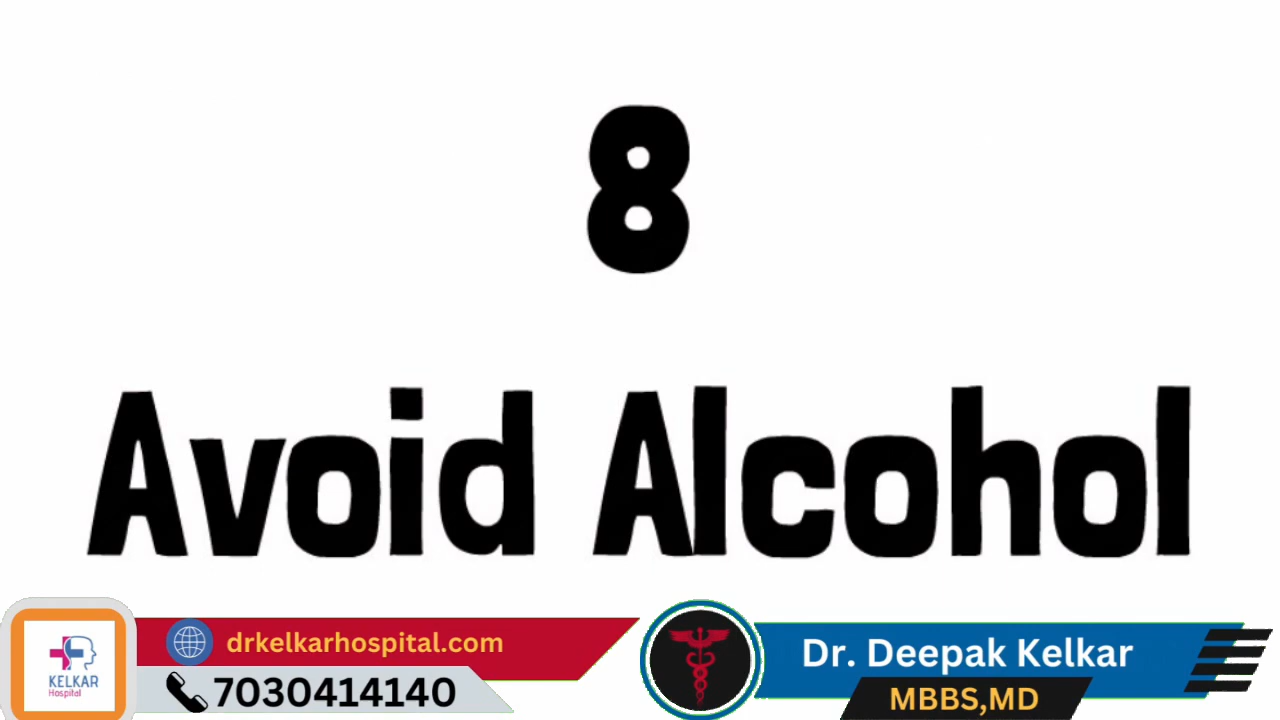 8
Avoid Alcohol
drkelkarhospital.com
7030414140
KELKAR
Hospital
Dr. Deepak Kelkar
MBBS,MD